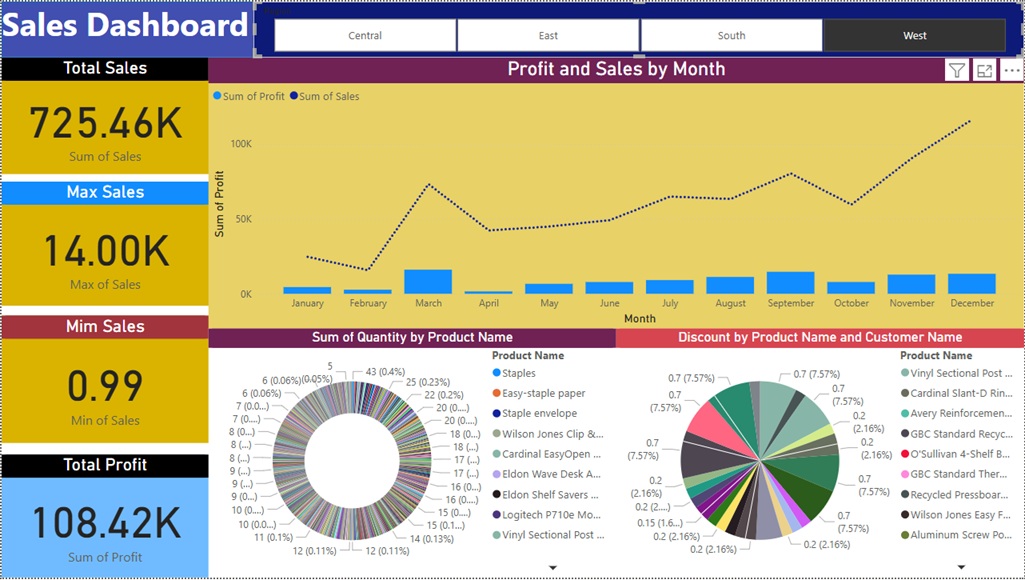 Sales Dashboard
Central
East
South
West
Total Sales
725.46K
Sum of Sales
Max Sales
14.00K
Max of Sales
Mim Sales
0.99
Min of Sales
Total Profit
108.42K
Sum of Profit
Profit and Sales by Month
Sum of Profit
Sum of Sales
Sum of Profit
100K
50K
0K
January
February
March
April
May
June
July
August
September
October
November
December
Month
Sum of Quantity by Product Name
5
43 (0.4%)
25 (0.23%)
22 (0.2%)
20 (0....)
20 (0...)
18 (0...)
18 (...)
17 (...)
17 (...)
16 (0...)
16 (0....)
15 (0...)
15 (0.1...)
14 (0.13%)
12 (0.11%)
12 (0.11%)
11 (0.1%)
10 (0.0...)
10 (0...)
9 (0...)
9 (0...)
9 (...)
8 (...)
8 (...)
8 (...)
7 (0...)
7 (0.0...)
6 (0.06%)
6 (0.06%)
(0.05%)
Product Name
Staples
Easy-staple paper
Staple envelope
Wilson Jones Clip &...
Cardinal EasyOpen ...
Eldon Wave Desk A...
Eldon Shelf Savers ...
Logitech P710e Mo...
Vinyl Sectional Post ...
Discount by Product Name and Customer Name
0.7 (7.57%)
0.7
(7.57%)
0.2
(2.16%)
0.2
(2.16%)
0.7
(7.57%)
0.7
(7.57%)
0.2 (2.16%)
0.2 (2.16%)
0.2 (2.16%)
0.15 (1.6...)
0.2 (2....)
0.2
(2.16%)
0.7
(7.57%)
0.7
(7.57%)
0.7 (7.57%)
Product Name
Vinyl Sectional Post ...
Cardinal Slant-D Rin...
Avery Reinforcemen...
GBC Standard Recyc...
O'Sullivan 4-Shelf B...
GBC Standard Ther...
Recycled Pressboar...
Wilson Jones Easy F...
Aluminum Screw Po...